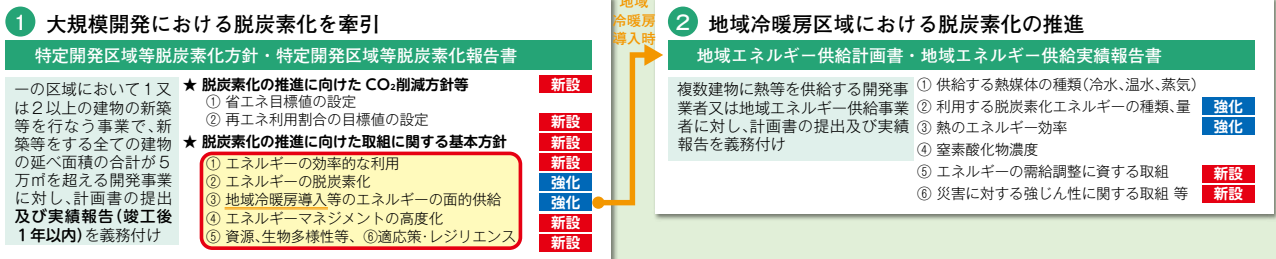 1 大規模開発における脱炭素化を牽引
特定開発区域等脱炭素化方針・特定開発区域等脱炭素化報告書
一の区域において1又
は2以上の建物の新築
等を行なう事業で、新
築等をする全ての建物
の延べ面積の合計が5
万㎡を超える開発事業
に対し、計画書の提出
及び実績報告(竣工後
1年以内)を義務付け
★ 脱炭素化の推進に向けた CO₂削減方針等 新設
① 省エネ目標値の設定
② 再エネ利用割合の目標値の設定 新設
★ 脱炭素化の推進に向けた取組に関する基本方針 新設
① エネルギーの効率的な利用 新設
② エネルギーの脱炭素化 強化
③ 地域冷暖房導入等のエネルギーの面的供給 強化
④ エネルギーマネジメントの高度化 新設
⑤ 資源、生物多様性等、⑥適応策・レジリエンス 新設
地域
冷暖房
導入時
2 地域冷暖房区域における脱炭素化の推進
地域エネルギー供給計画書・地域エネルギー供給実績報告書
複数建物に熱等を供給する開発事
業者又は地域エネルギー供給事業
者に対し、計画書の提出及び実績
報告を義務付け
① 供給する熱媒体の種類(冷水、温水、蒸気)
② 利用する脱炭素化エネルギーの種類、量 強化
③ 熱のエネルギー効率 強化
④ 窒素酸化物濃度
⑤ エネルギーの需給調整に資する取組 新設
⑥ 災害に対する強じん性に関する取組 等 新設